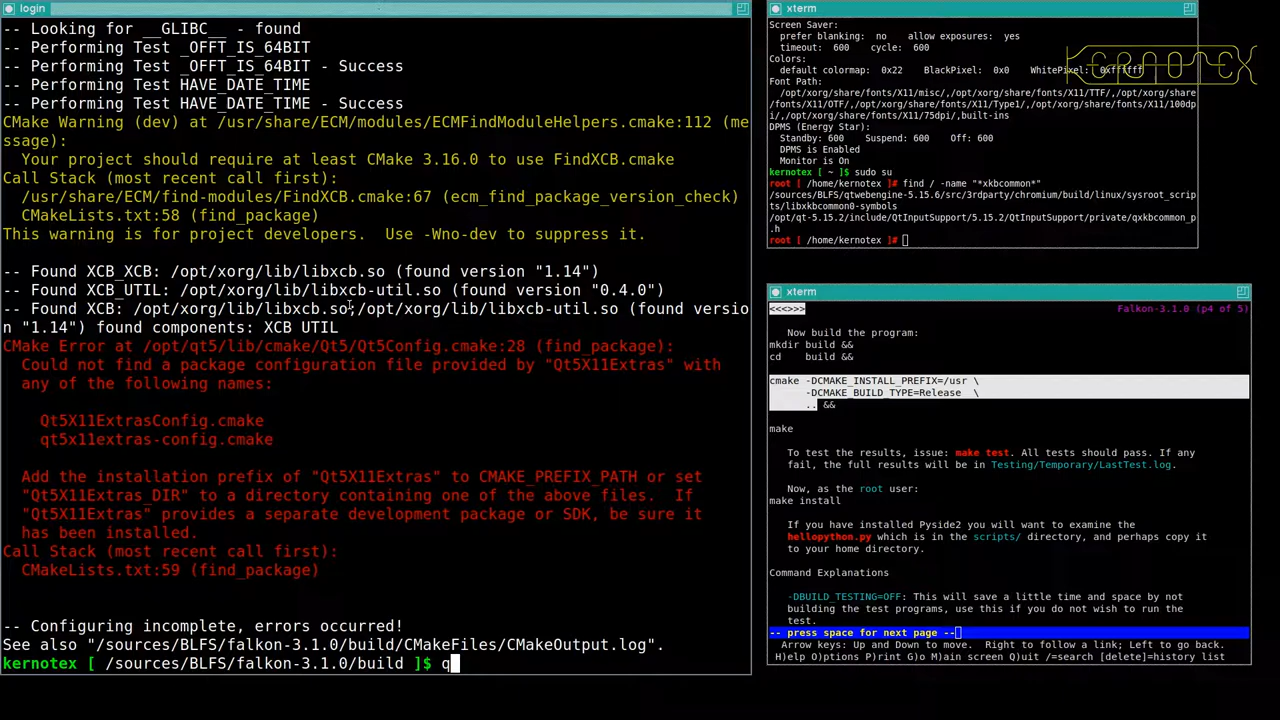 login
-- Looking for __GLIBC__ - found
-- Performing Test _OFFT_IS_64BIT
-- Performing Test _OFFT_IS_64BIT - Success
-- Performing Test HAVE_DATE_TIME
-- Performing Test HAVE_DATE_TIME - Success
CMake Warning (dev) at /usr/share/ECM/modules/ECMFindModuleHelpers.cmake:112 (me
ssage):
Your project should require at least CMake 3.16.0 to use FindXCB.cmake
Call Stack (most recent call first):
/usr/share/ECM/find-modules/FindXCB.cmake:67 (ecm_find_package_version_check)
CMakeLists.txt:58 (find_package)
This warning is for project developers.  Use -Wno-dev to suppress it.
-- Found XCB_XCB: /opt/xorg/lib/libxcb.so (found version "1.14")
-- Found XCB_UTIL: /opt/xorg/lib/libxcb-util.so (found version "0.4.0")
-- Found XCB: /opt/xorg/lib/libxcb.so;/opt/xorg/lib/libxcb-util.so (found versio
n "1.14") found components: XCB UTIL
CMake Error at /opt/qt5/lib/cmake/Qt5/Qt5Config.cmake:28 (find_package):
Could not find a package configuration file provided by "Qt5X11Extras" with
any of the following names:
Qt5X11ExtrasConfig.cmake
qt5x11extras-config.cmake
Add the installation prefix of "Qt5X11Extras" to CMAKE_PREFIX_PATH or set
"Qt5X11Extras_DIR" to a directory containing one of the above files.  If
"Qt5X11Extras" provides a separate development package or SDK, be sure it
has been installed.
Call Stack (most recent call first):
CMakeLists.txt:59 (find_package)
-- Configuring incomplete, errors occurred!
See also "/sources/BLFS/falkon-3.1.0/build/CMakeFiles/CMakeOutput.log".
kernotex [ /sources/BLFS/falkon-3.1.0/build ]$ q
xterm
Screen Saver:
prefer blanking:  no    allow exposures:  yes
timeout:  600    cycle:  600
Colors:
default colormap:  0x22    BlackPixel:  0x0    WhitePixel:  0xffffff
KERNOTEX
Font Path:
/opt/xorg/share/fonts/X11/misc/,/opt/xorg/share/fonts/X11/TTF/,/opt/xorg/share
/fonts/X11/OTF/,/opt/xorg/share/fonts/X11/Type1/,/opt/xorg/share/fonts/X11/100dp
i/,/opt/xorg/share/fonts/X11/75dpi/,built-ins
DPMS (Energy Star):
Standby: 600    Suspend: 600    Off: 600
DPMS is Enabled
Monitor is On
kernotex [ ~ ]$ sudo su
root [ /home/kernotex ]# find / -name "*xkbcommon*"
/sources/BLFS/qtwebengine-5.15.6/src/3rdparty/chromium/build/linux/sysroot_scrip
ts/libxkbcommon0-symbols
/opt/qt-5.15.2/include/QtInputSupport/5.15.2/QtInputSupport/private/qxkbcommon_p
.h
root [ /home/kernotex ]#
xterm
<<<>>>
Falkon-3.1.0 (p4 of 5)
Now build the program:
mkdir build &&
cd    build &&
cmake -DCMAKE_INSTALL_PREFIX=/usr \
-DCMAKE_BUILD_TYPE=Release  \
.. &&
make
To test the results, issue: make test. All tests should pass. If any
fail, the full results will be in Testing/Temporary/LastTest.log.
Now, as the root user:
make install
If you have installed Pyside2 you will want to examine the
hellopython.py which is in the scripts/ directory, and perhaps copy it
to your home directory.
Command Explanations
-DBUILD_TESTING=OFF: This will save a little time and space by not
building the test programs, use this if you do not wish to run the
test.
-- press space for next page --
Arrow keys: Up and Down to move.  Right to follow a link; Left to go back.
H)elp O)ptions P)rint G)o M)ain screen Q)uit /=search [delete]=history list